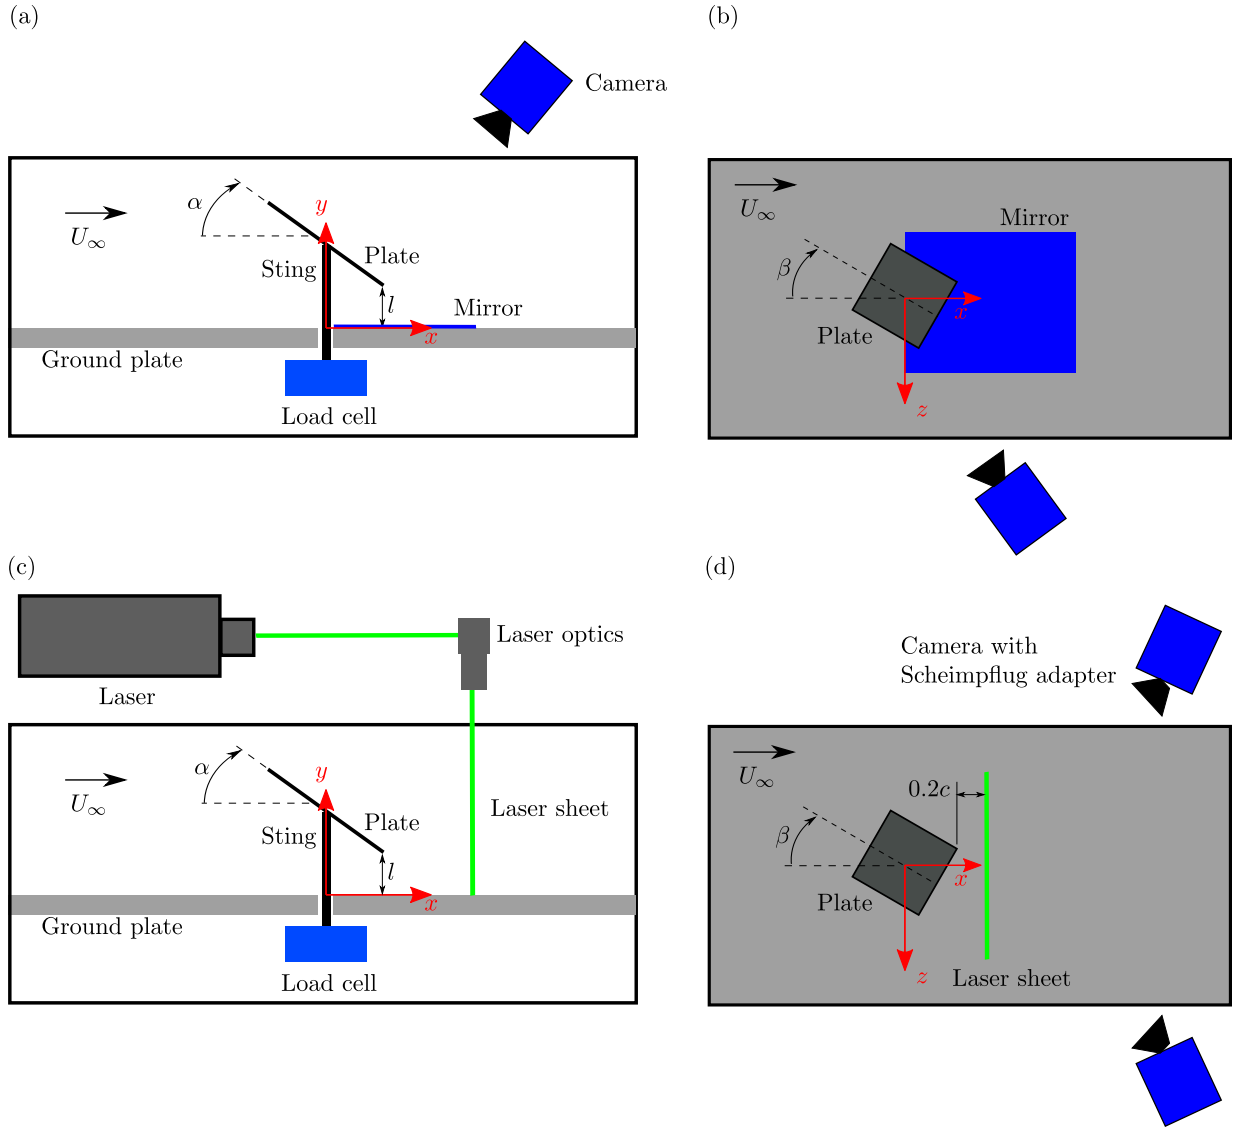 (a)
Camera
α
y
U∞
Sting
Plate
l
Mirror
x
Ground plate
Load cell
(b)
U∞
Mirror
β
x
Plate
z
(c)
Laser optics
Laser
α
y
U∞
Laser sheet
Sting
Plate
l
x
Ground plate
Load cell
(d)
Camera with
Scheimpflug adapter
U∞
0.2c
β
x
Plate
z
Laser sheet